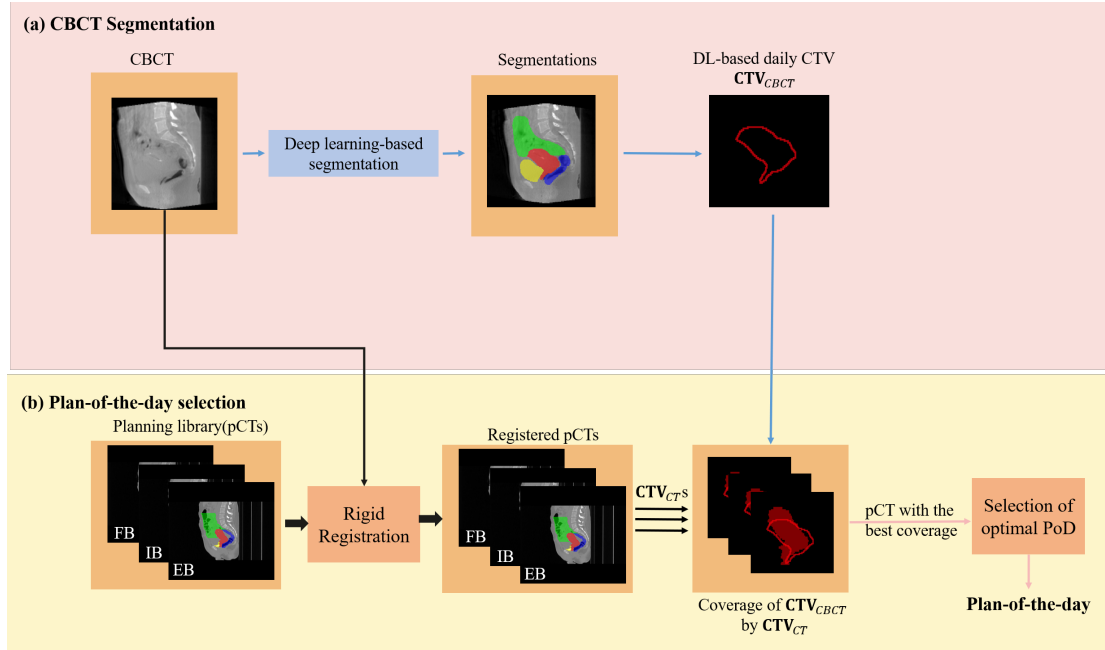 (a) CBCT Segmentation
CBCT
Segmentations
DL-based daily CTV
CTV_CBCT
Deep learning-based
segmentation
(b) Plan-of-the-day selection
Planning library(pCTs)
FB
IB
EB
Rigid
Registration
Registered pCTs
FB
IB
EB
CTV_CTs
Coverage of CTV_CBCT
by CTV_CT
pCT with the
best coverage
Selection of
optimal PoD
Plan-of-the-day